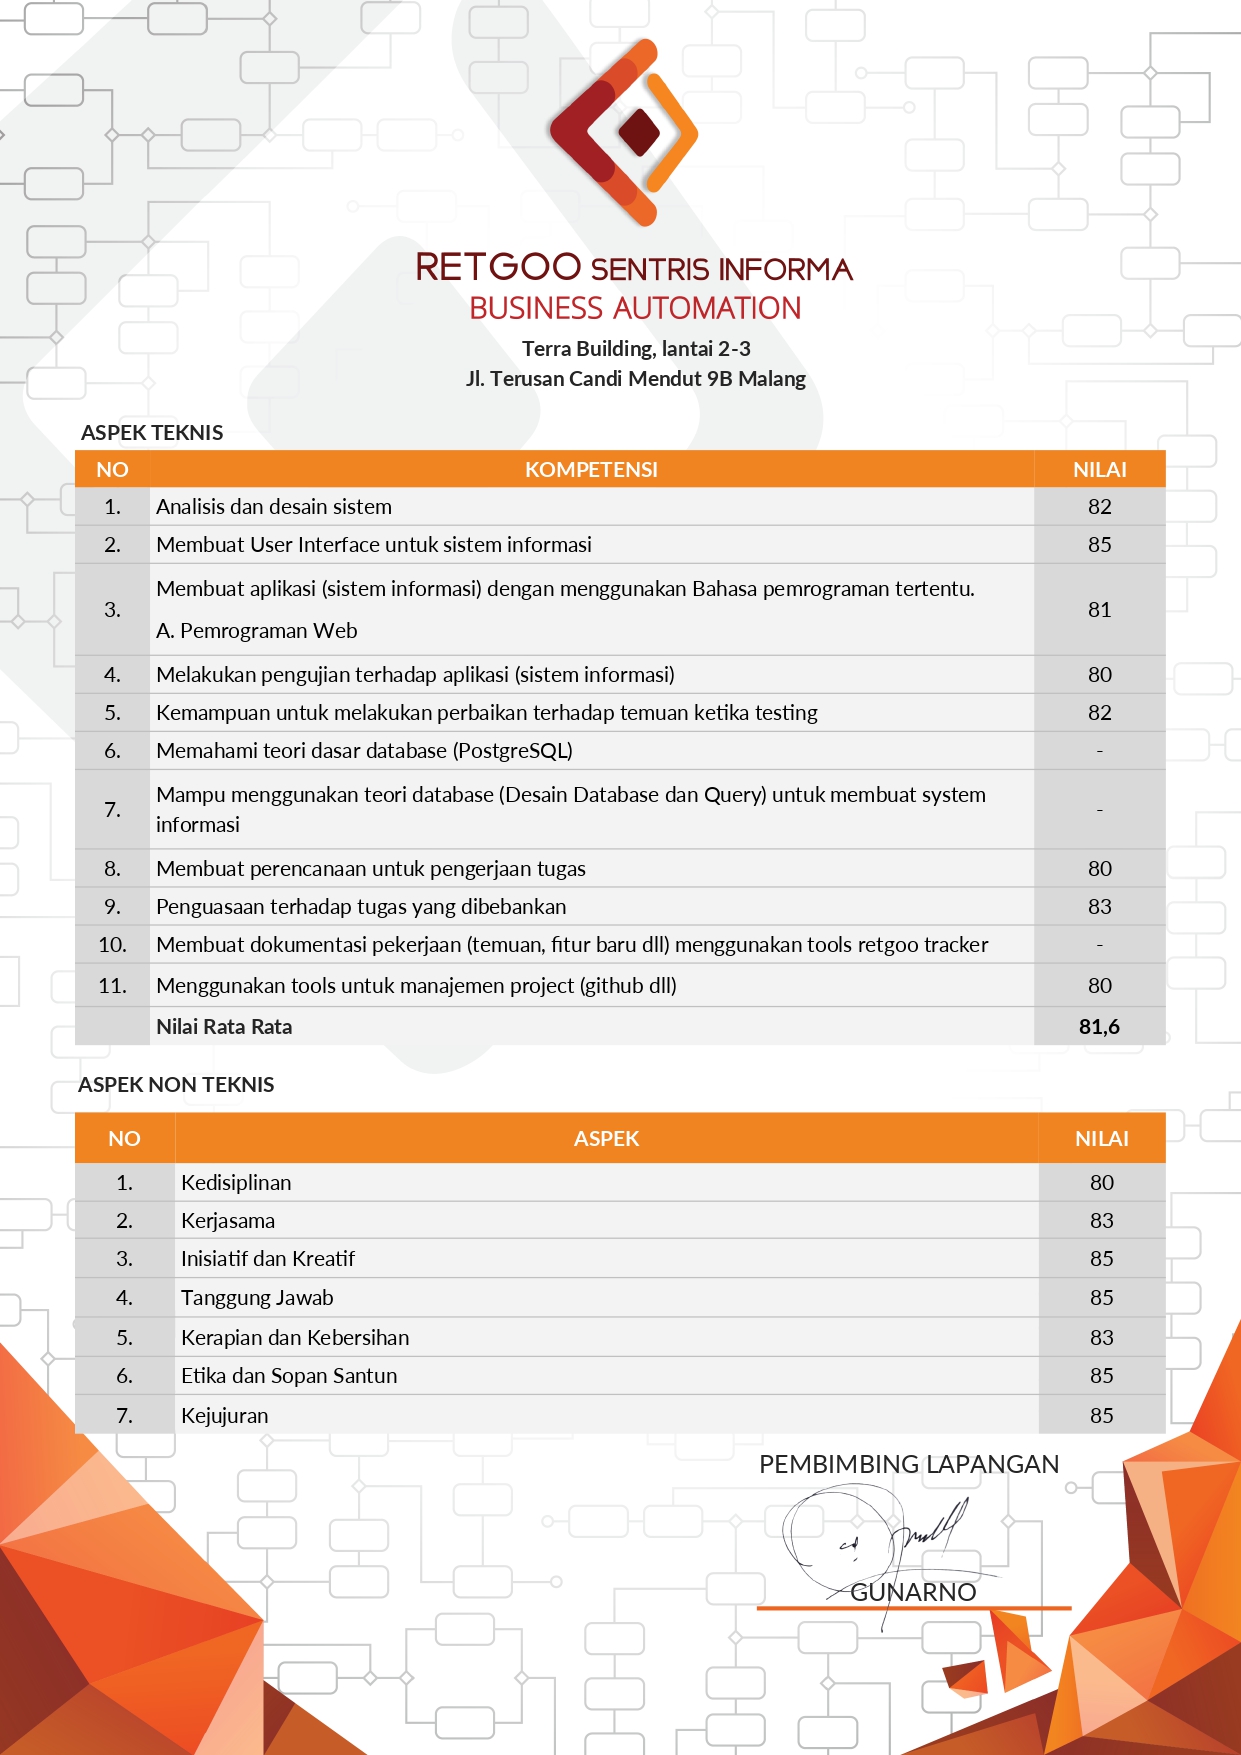 RETGOO SENTRIS INFORMA
BUSINESS AUTOMATION
Terra Building, lantai 2-3
Jl. Terusan Candi Mendut 9B Malang
ASPEK TEKNIS
NO KOMPETENSI NILAI
1. Analisis dan desain sistem 82
2. Membuat User Interface untuk sistem informasi 85
3. Membuat aplikasi (sistem informasi) dengan menggunakan Bahasa pemrograman tertentu. 81
A. Pemrograman Web
4. Melakukan pengujian terhadap aplikasi (sistem informasi) 80
5. Kemampuan untuk melakukan perbaikan terhadap temuan ketika testing 82
6. Memahami teori dasar database (PostgreSQL) -
7. Mampu menggunakan teori database (Desain Database dan Query) untuk membuat system -
informasi
8. Membuat perencanaan untuk pengerjaan tugas 80
9. Penguasaan terhadap tugas yang dibebankan 83
10. Membuat dokumentasi pekerjaan (temuan, fitur baru dll) menggunakan tools retgoo tracker -
11. Menggunakan tools untuk manajemen project (github dll) 80
Nilai Rata Rata 81,6
ASPEK NON TEKNIS
NO ASPEK NILAI
1. Kedisiplinan 80
2. Kerjasama 83
3. Inisiatif dan Kreatif 85
4. Tanggung Jawab 85
5. Kerapian dan Kebersihan 83
6. Etika dan Sopan Santun 85
7. Kejujuran 85
PEMBIMBING LAPANGAN
GUNARNO